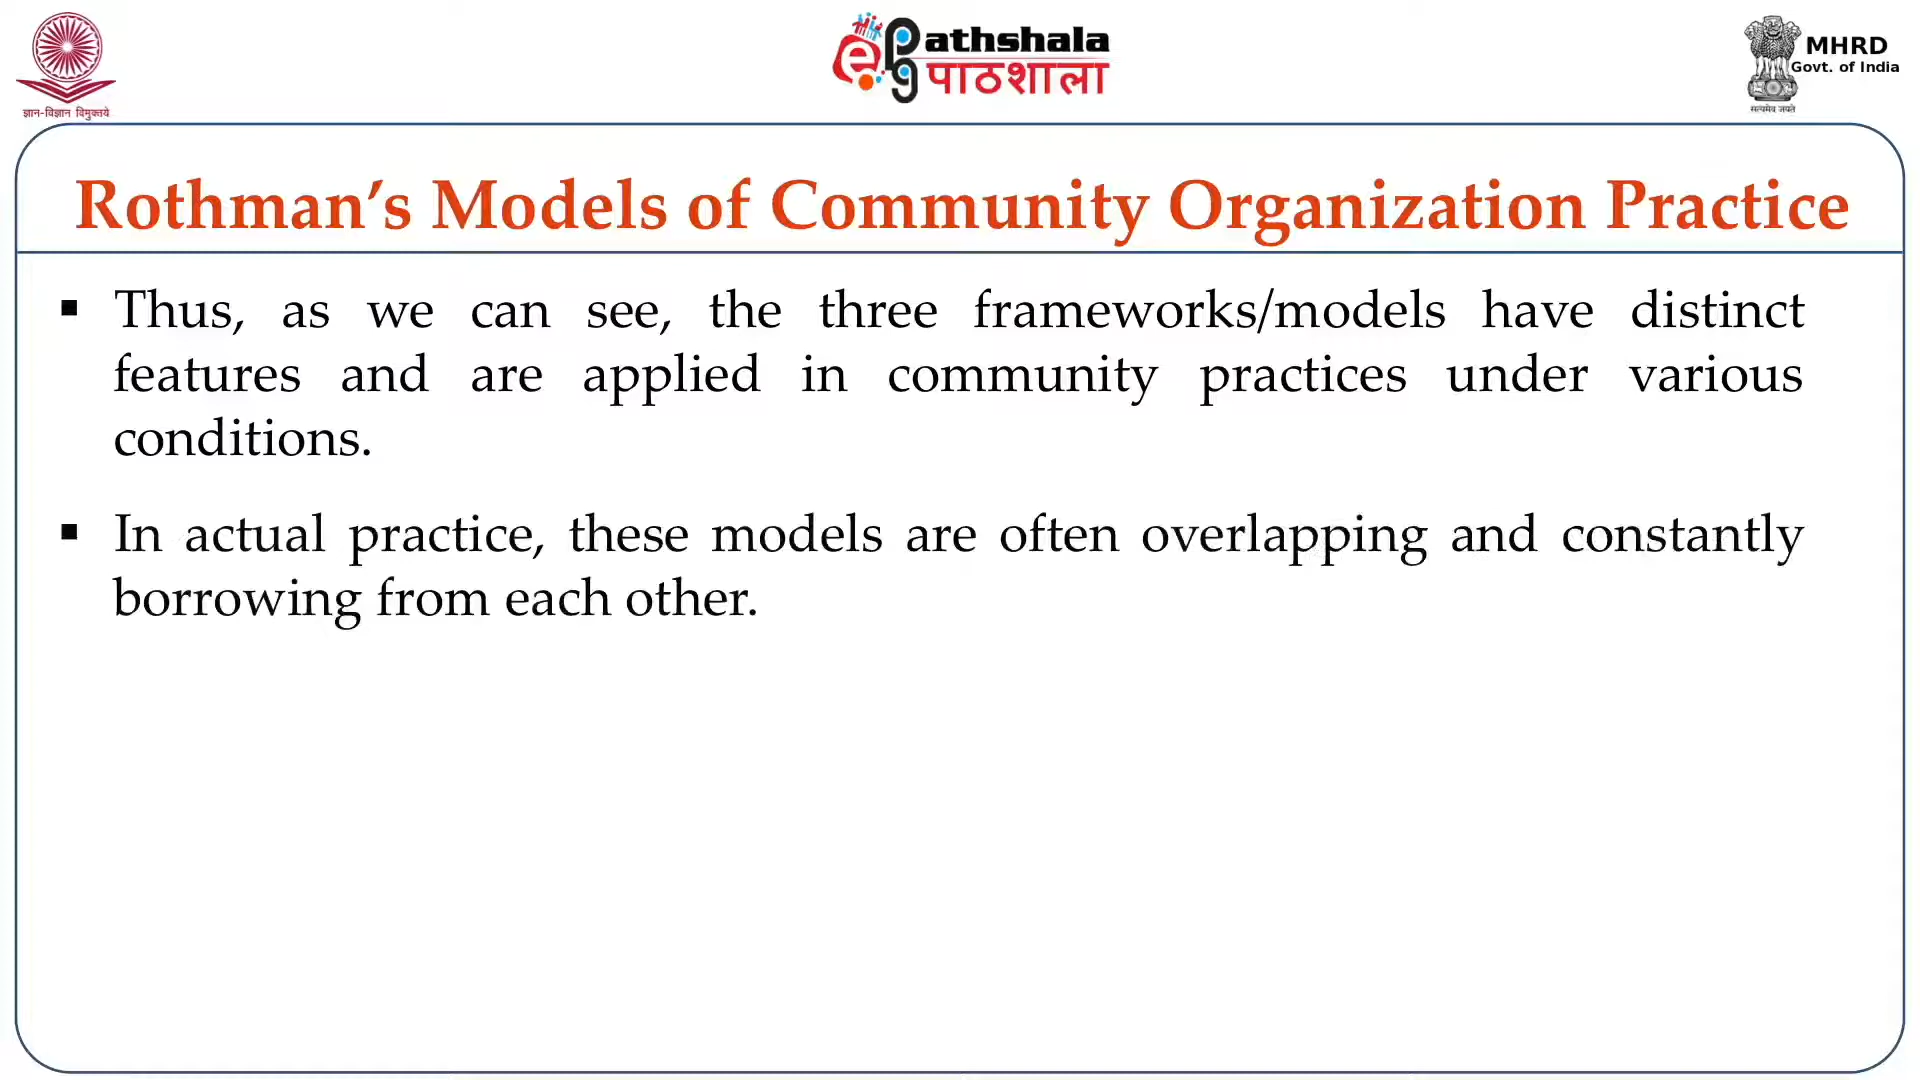 ज्ञान-विज्ञान विमुक्तये
ePG Pathshala
पाठशाला
MHRD
Govt. of India
सत्यमेव जयते
Rothman’s Models of Community Organization Practice
▪ Thus, as we can see, the three frameworks/models have distinct
features and are applied in community practices under various
conditions.
▪ In actual practice, these models are often overlapping and constantly
borrowing from each other.